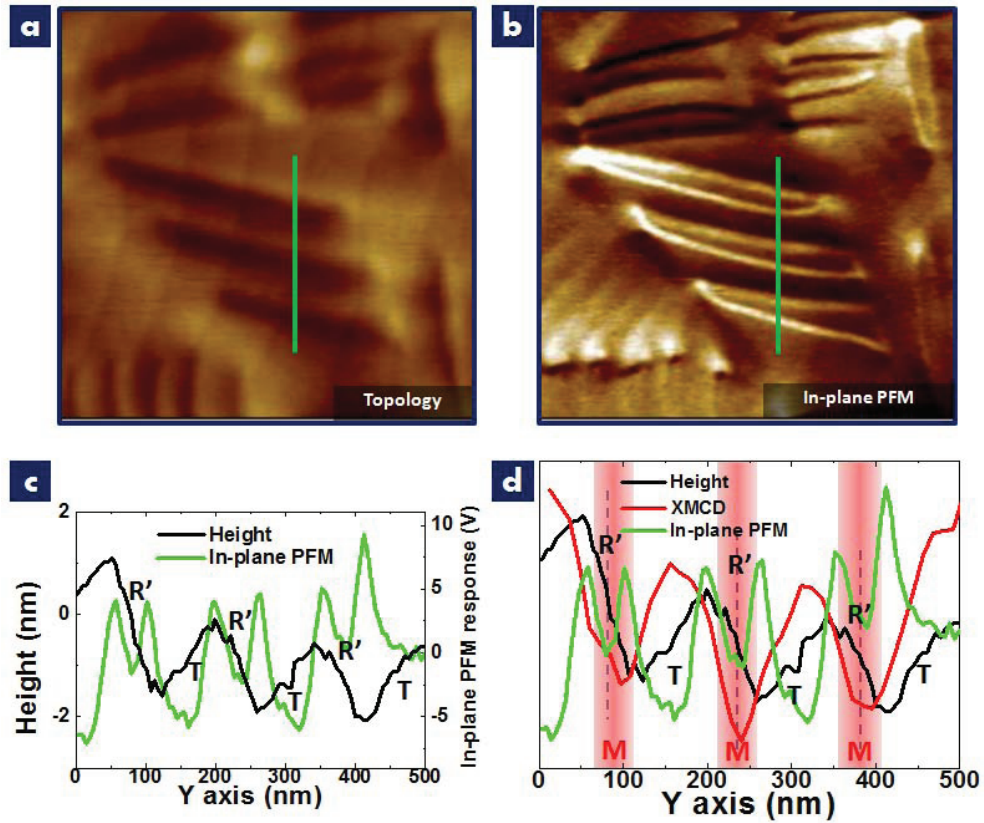 a
b
Topology
In-plane PFM
c
d
Height
In-plane PFM
R'
R'
R'
T
T
T
2
0
-2
Height (nm)
10
5
0
-5
In-plane PFM response (V)
0 100 200 300 400 500
Y axis (nm)
Height
XMCD
In-plane PFM
R'
R'
R'
T
T
T
M
M
M
0 100 200 300 400 500
Y axis (nm)